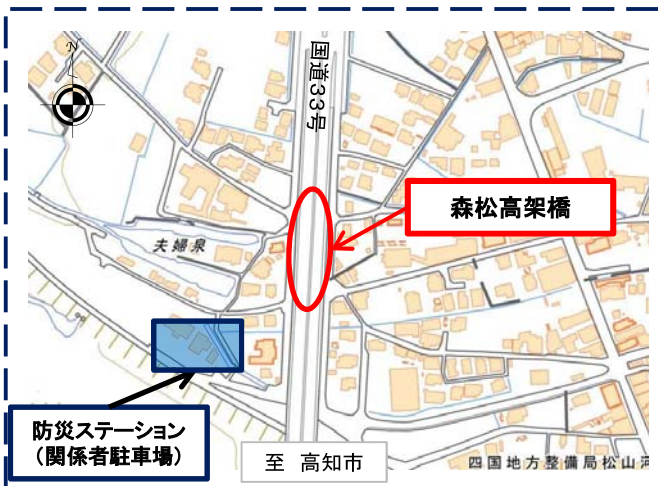 N
国道33号
森松高架橋
夫婦泉
防災ステーション
（関係者駐車場）
至 高知市
四国地方整備局松山河